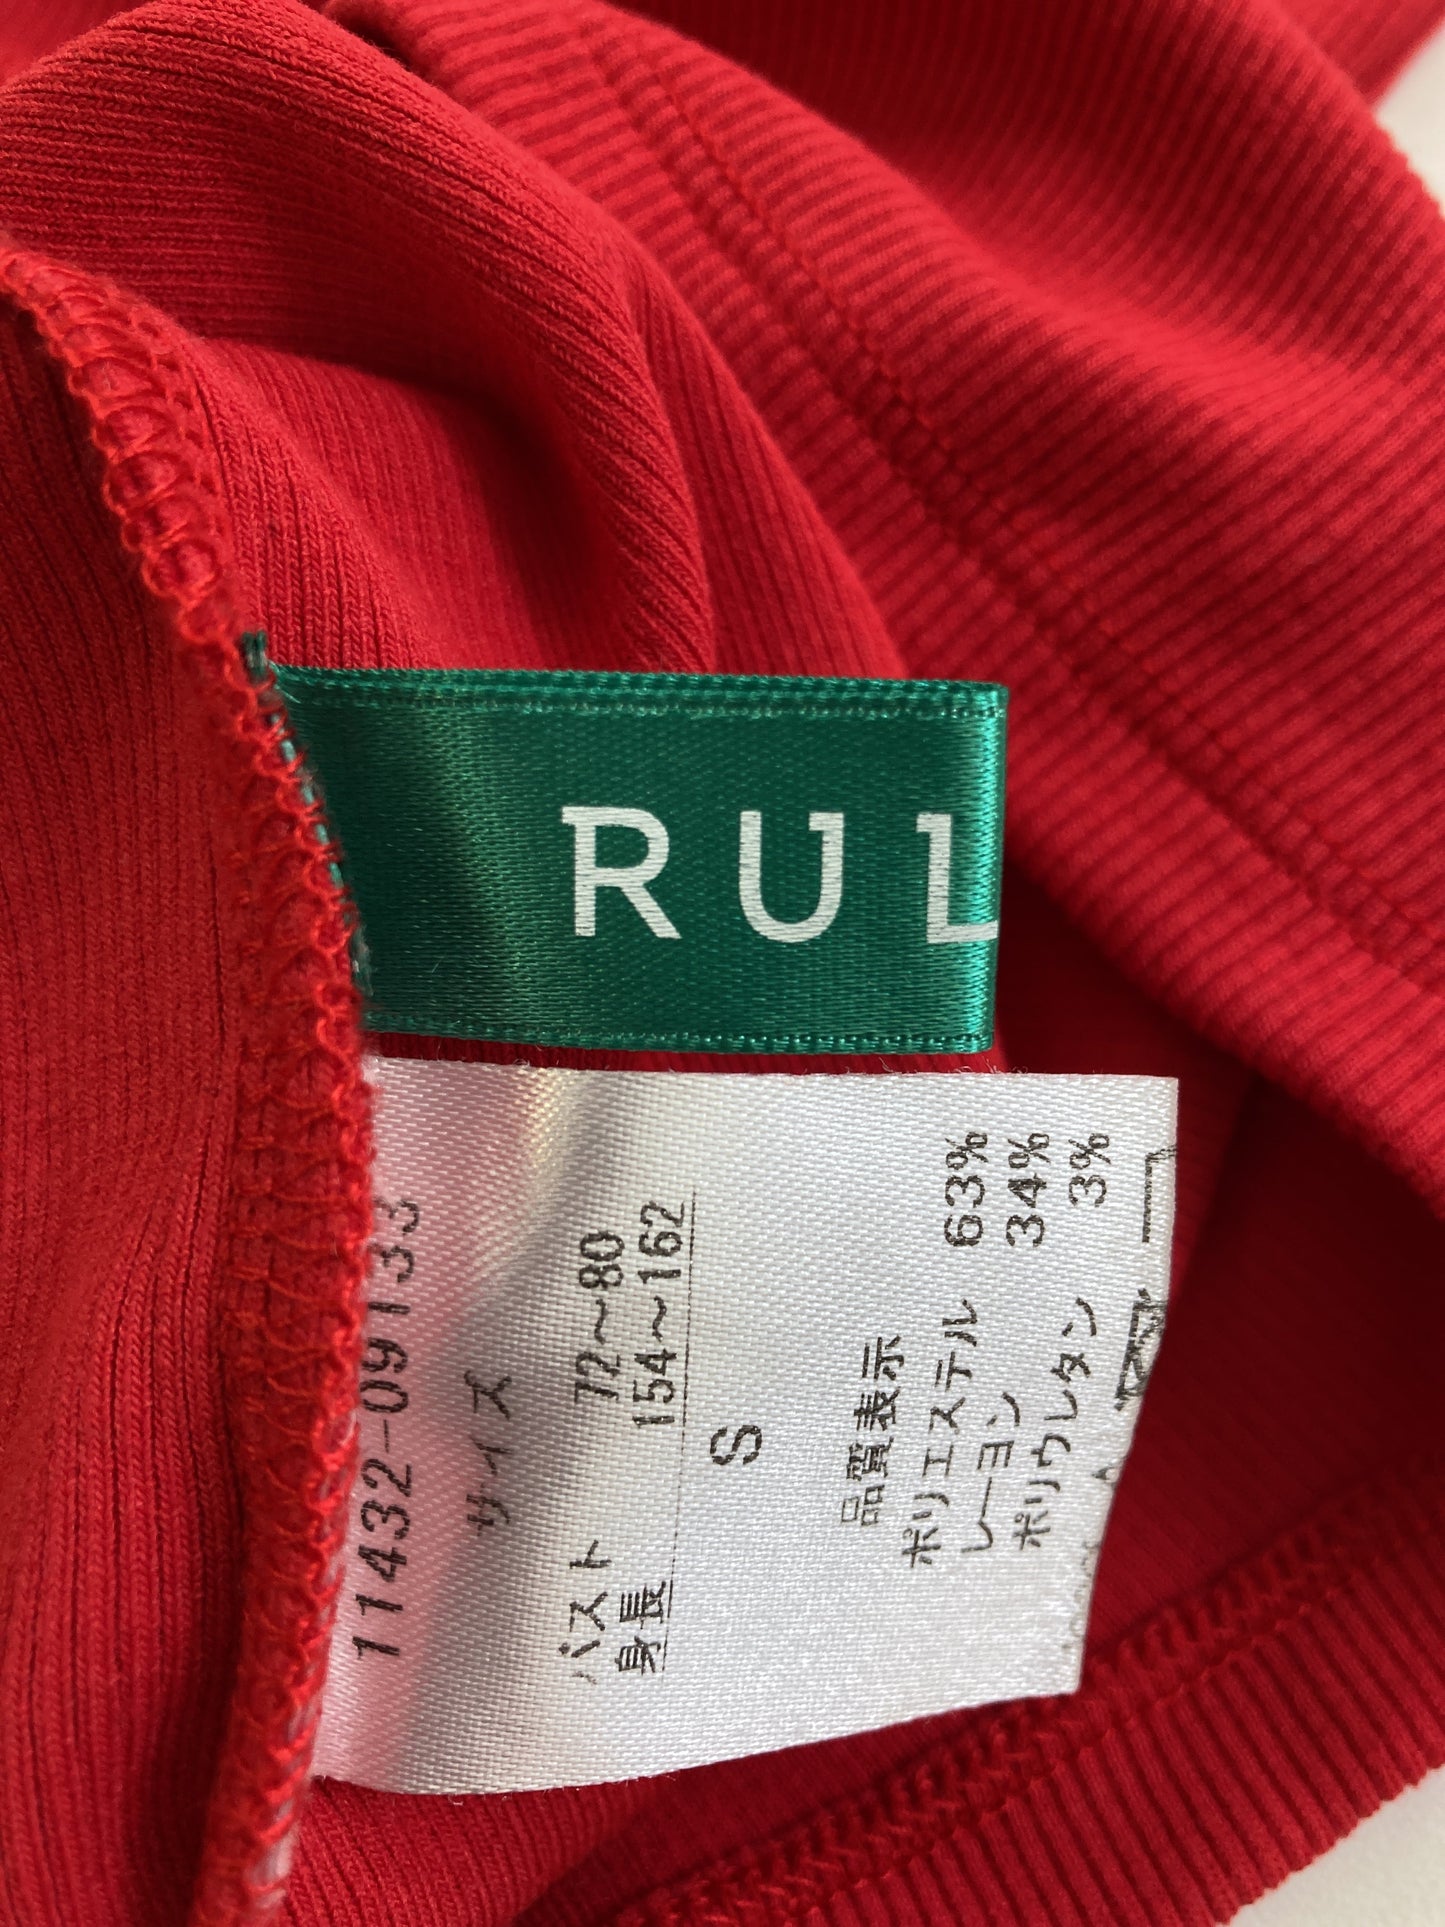 RUL
11432-09133
サイズ
バスト 72～80
身長 154～162
S
品質表示
ポリエステル 63%
レーヨン 34%
ポリウレタン 3%